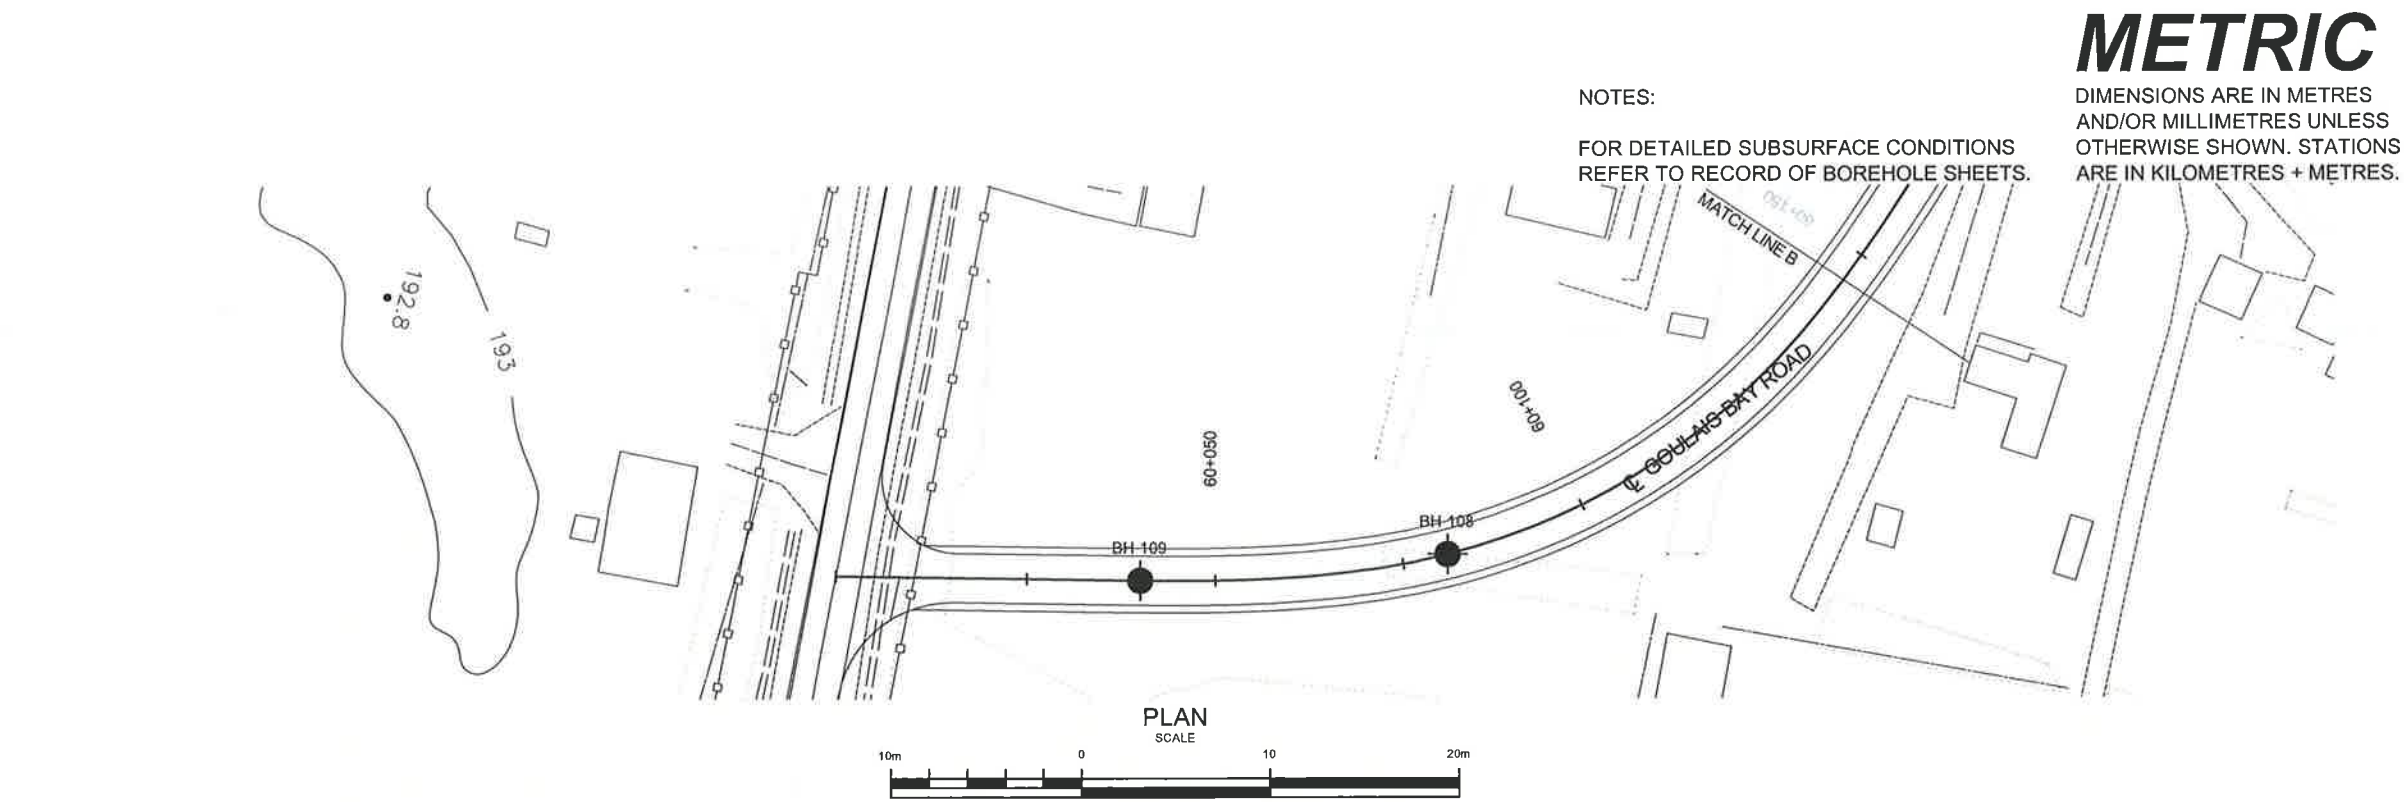 METRIC
DIMENSIONS ARE IN METRES
AND/OR MILLIMETRES UNLESS
OTHERWISE SHOWN. STATIONS
ARE IN KILOMETRES + METRES.
NOTES:
FOR DETAILED SUBSURFACE CONDITIONS
REFER TO RECORD OF BOREHOLE SHEETS.
60+150
MATCH LINE B
192.8
193
60+050
60+100
℄ GOULAIS BAY ROAD
BH 109
BH 108
PLAN
SCALE
10m 0 10 20m